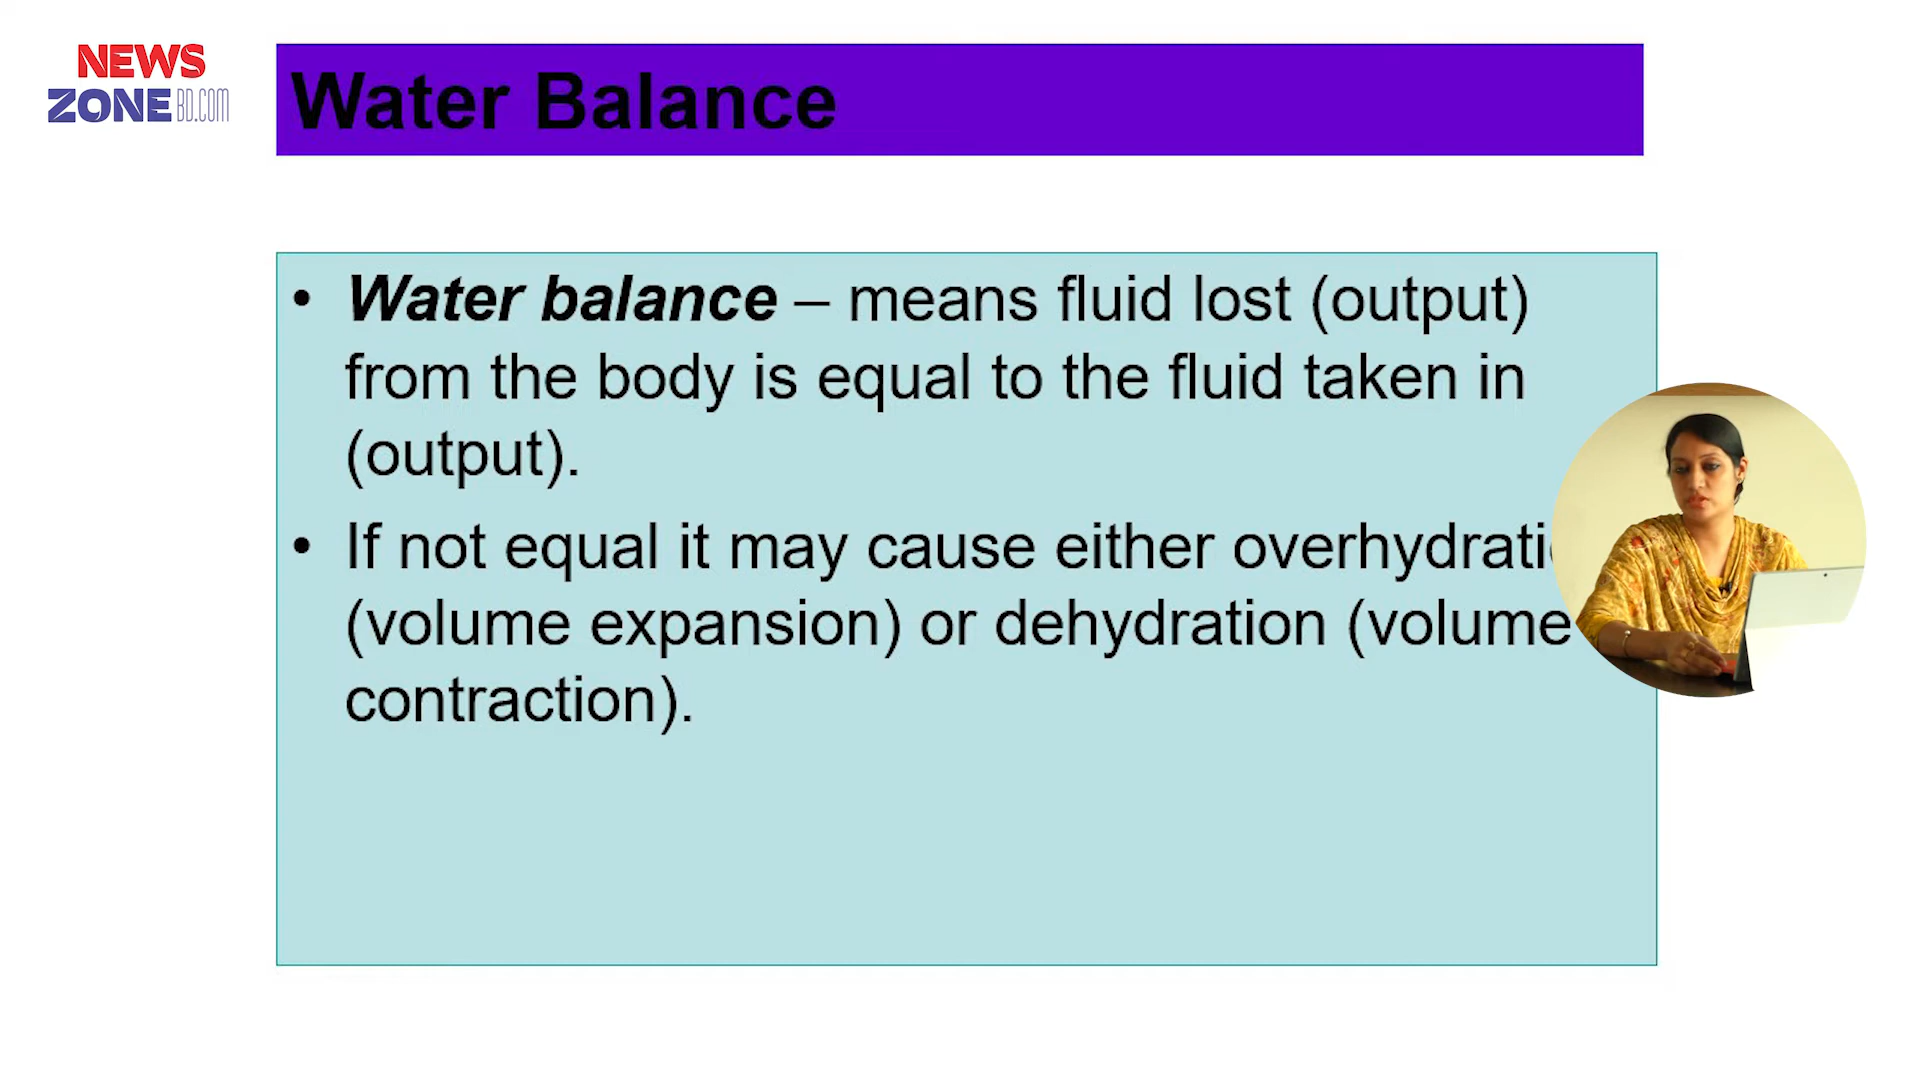 NEWS
ZONE BD.COM
Water Balance
• Water balance – means fluid lost (output)
from the body is equal to the fluid taken in
(output).
• If not equal it may cause either
(volume expansion) or dehydration (volume
contraction).